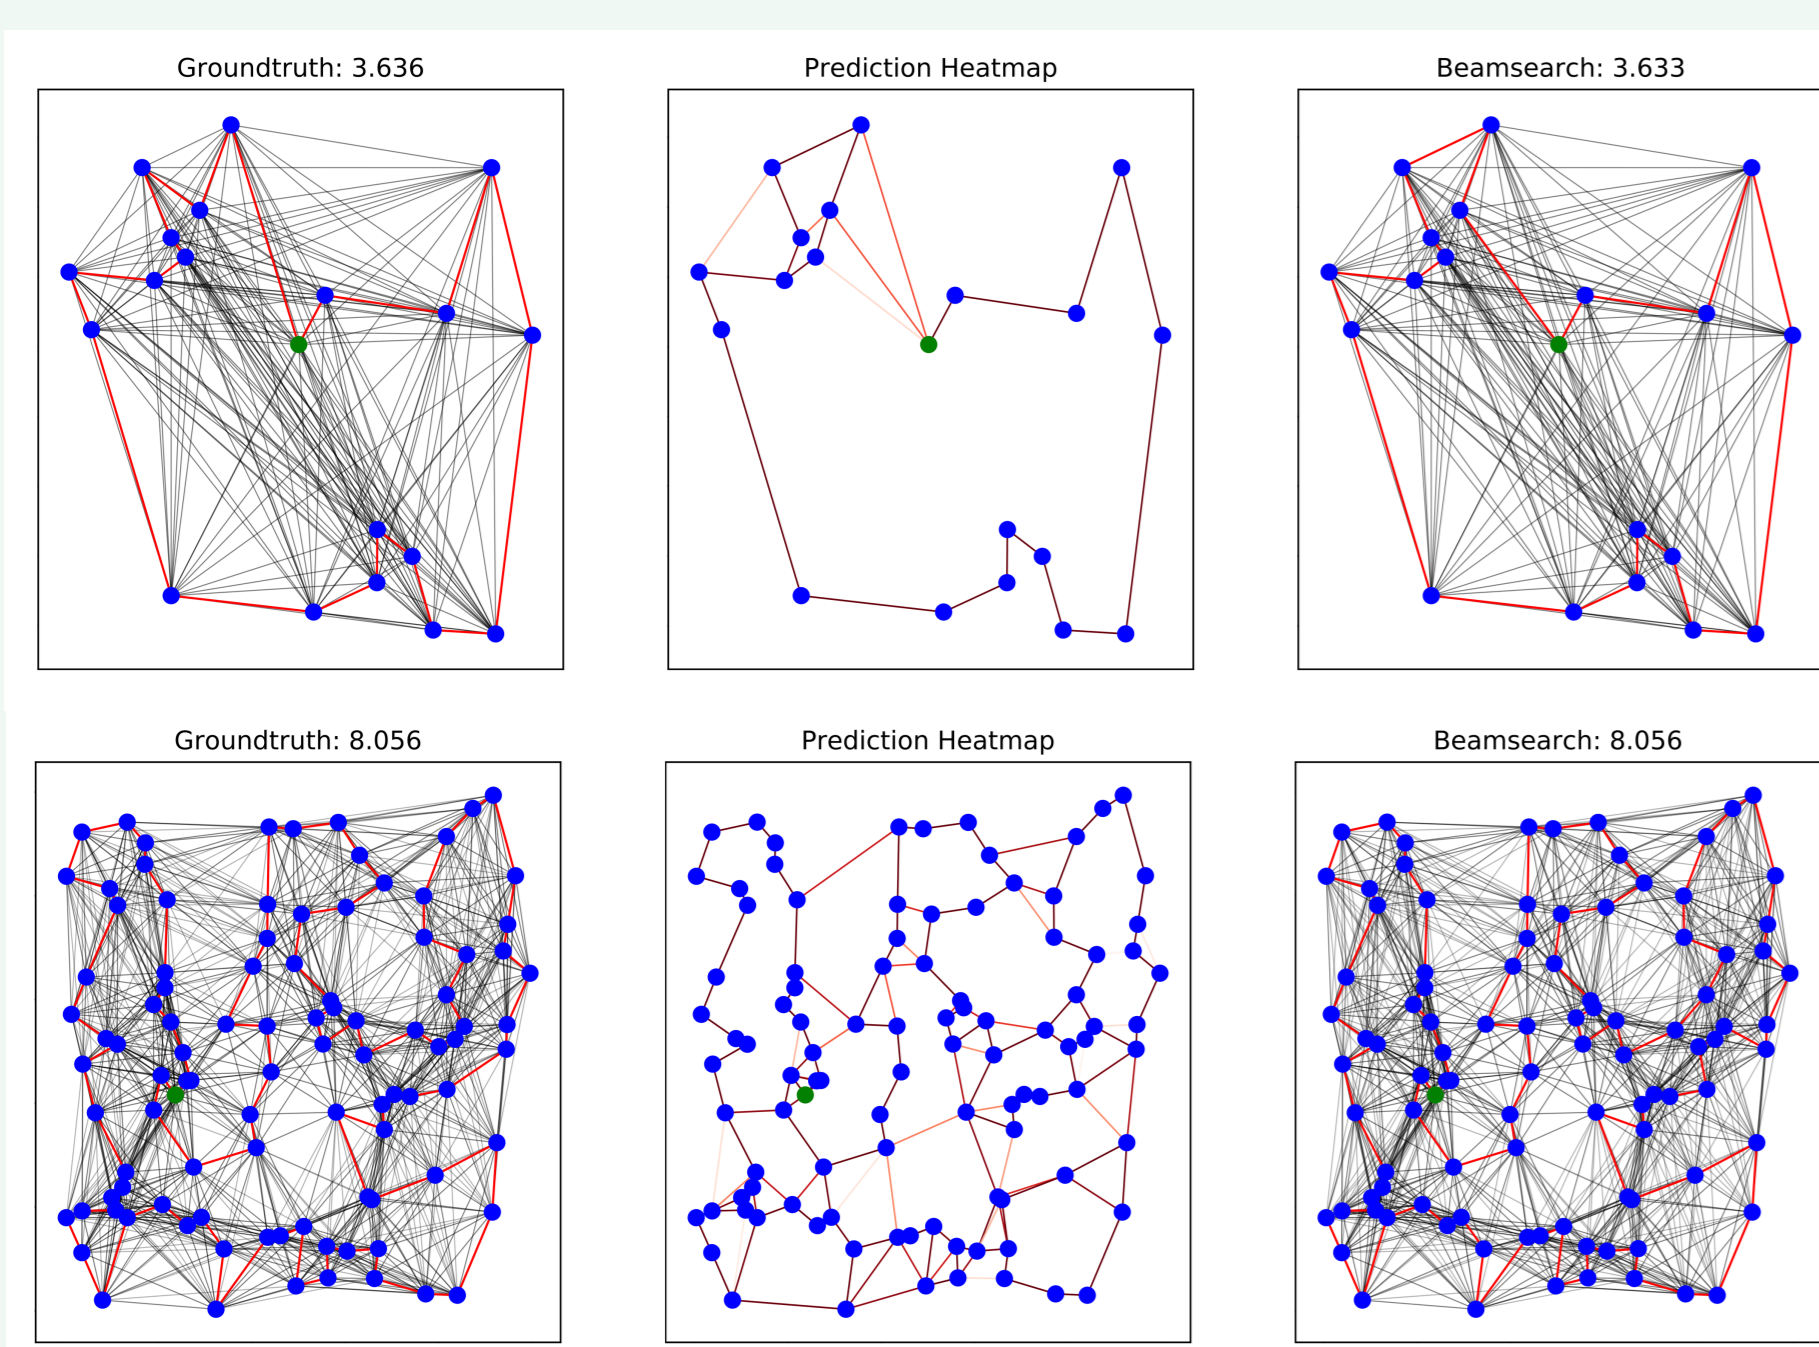 Groundtruth: 3.636
Prediction Heatmap
Beamsearch: 3.633
Groundtruth: 8.056
Prediction Heatmap
Beamsearch: 8.056